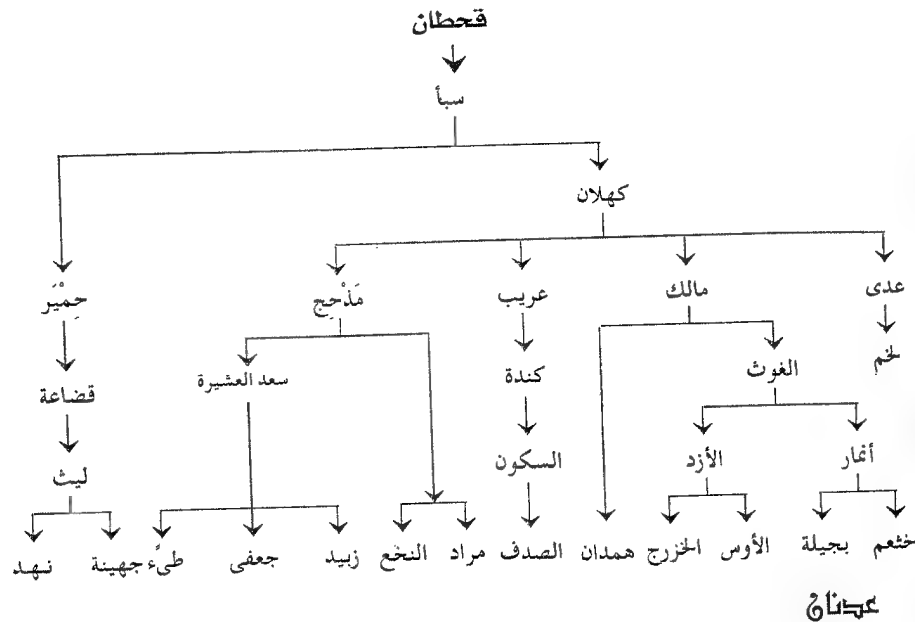 قحطان
سبأ
كهلان
عدى مالك عريب مَذْحِج حِمْيَر
لخم الغوث كندة سعد العشيرة قضاعة
أنمار الأزد السكون ليث
خثعم بجيلة الأوس الخزرج همدان الصدف مراد النخع زبيد جعفى طىء جهينة نهد
عدنان